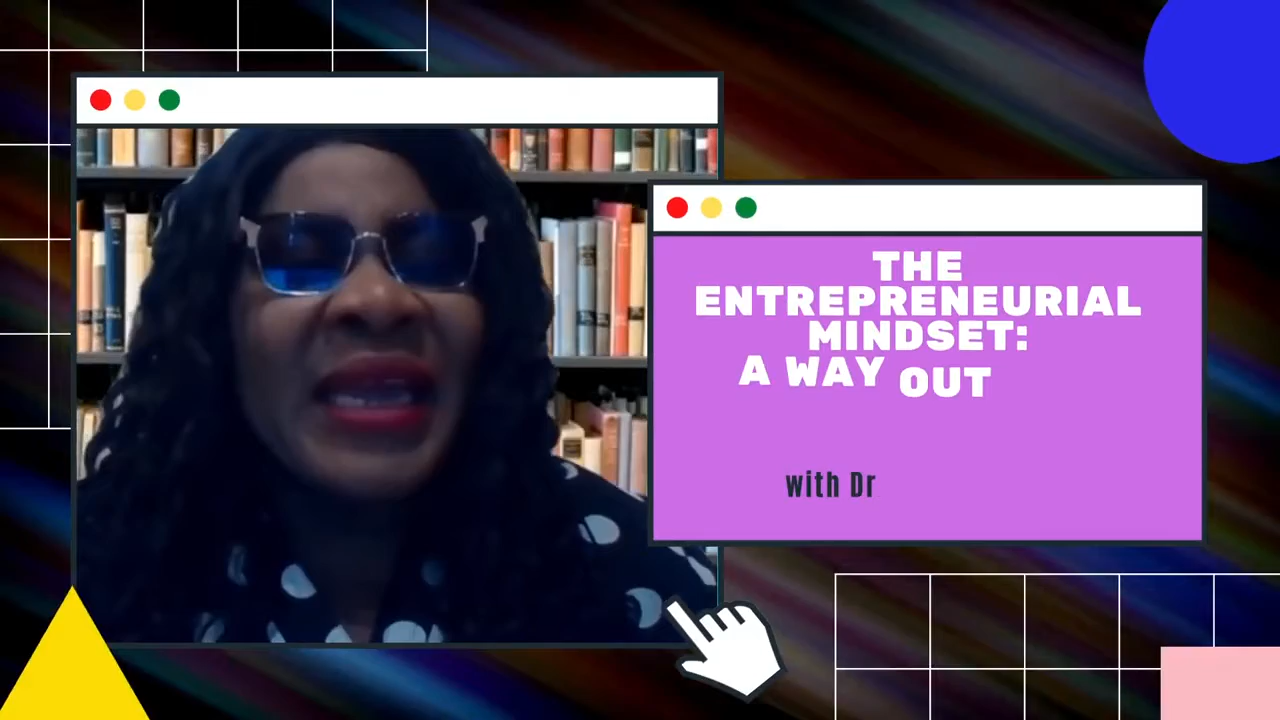 THE
ENTREPRENEURIAL
MINDSET:
A WAY OUT
with Dr